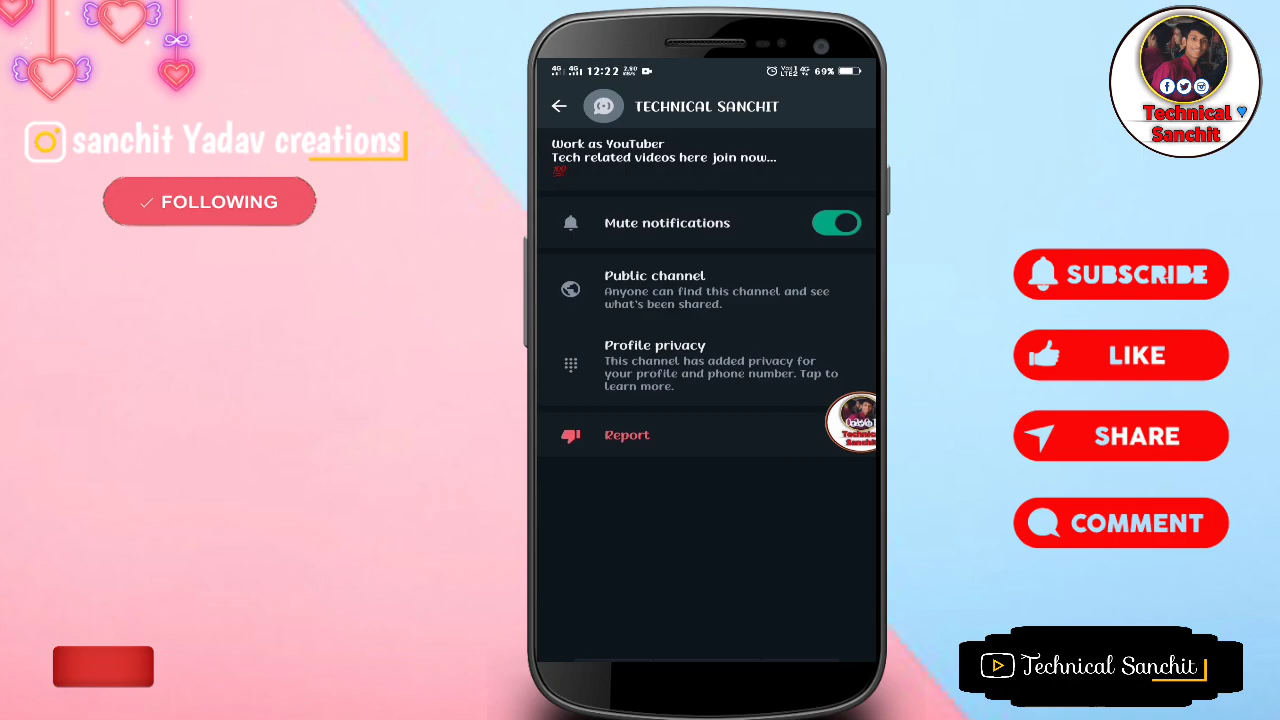 sanchit Yadav creations
FOLLOWING
12:22
2.80
KB/S
69%
TECHNICAL SANCHIT
Work as YouTuber
Tech related videos here join now...
💯
Mute notifications
Public channel
Anyone can find this channel and see
what's been shared.
Profile privacy
This channel has added privacy for
your profile and phone number. Tap to
learn more.
Report
Technical
Sanchit
SUBSCRIBE
LIKE
SHARE
COMMENT
Technical Sanchit